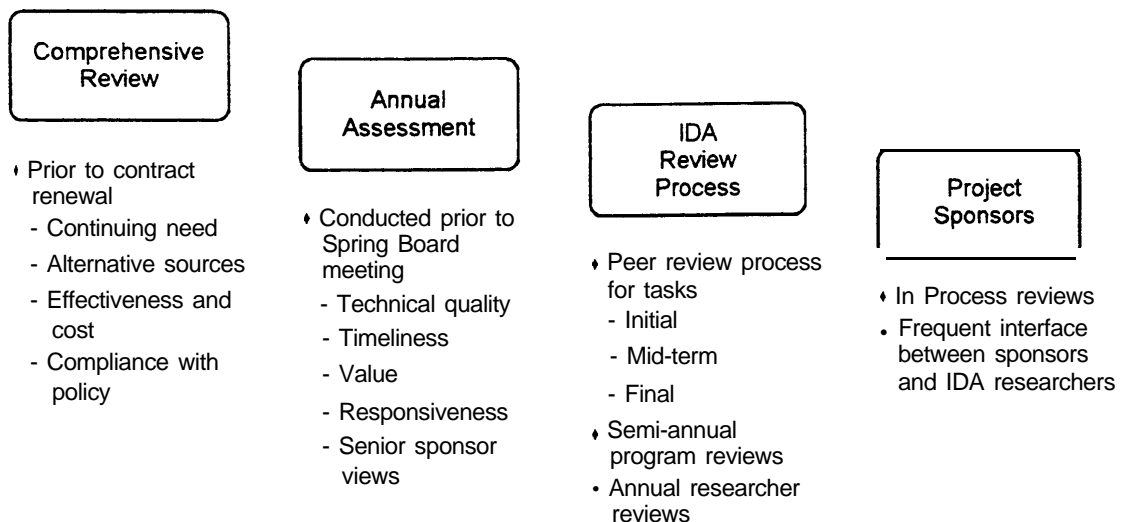 Comprehensive
Review
♦ Prior to contract
renewal
- Continuing need
- Alternative sources
- Effectiveness and
cost
- Compliance with
policy
Annual
Assessment
♦ Conducted prior to
Spring Board
meeting
- Technical quality
- Timeliness
- Value
- Responsiveness
- Senior sponsor
views
IDA
Review
Process
♦ Peer review process
for tasks
- Initial
- Mid-term
- Final
♦ Semi-annual
program reviews
• Annual researcher
reviews
Project
Sponsors
♦ In Process reviews
• Frequent interface
between sponsors
and IDA researchers